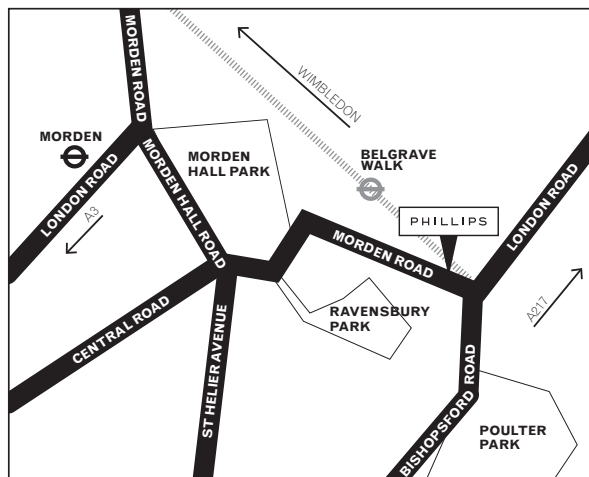 MORDEN ROAD
WIMBLEDON
MORDEN
MORDEN
HALL PARK
BELGRAVE
WALK
LONDON ROAD
MORDEN HALL ROAD
A3
PHILLIPS
LONDON ROAD
MORDEN ROAD
A217
RAVENSBURY
PARK
CENTRAL ROAD
ST HELIER AVENUE
BISHOPSFORD ROAD
POULTER
PARK